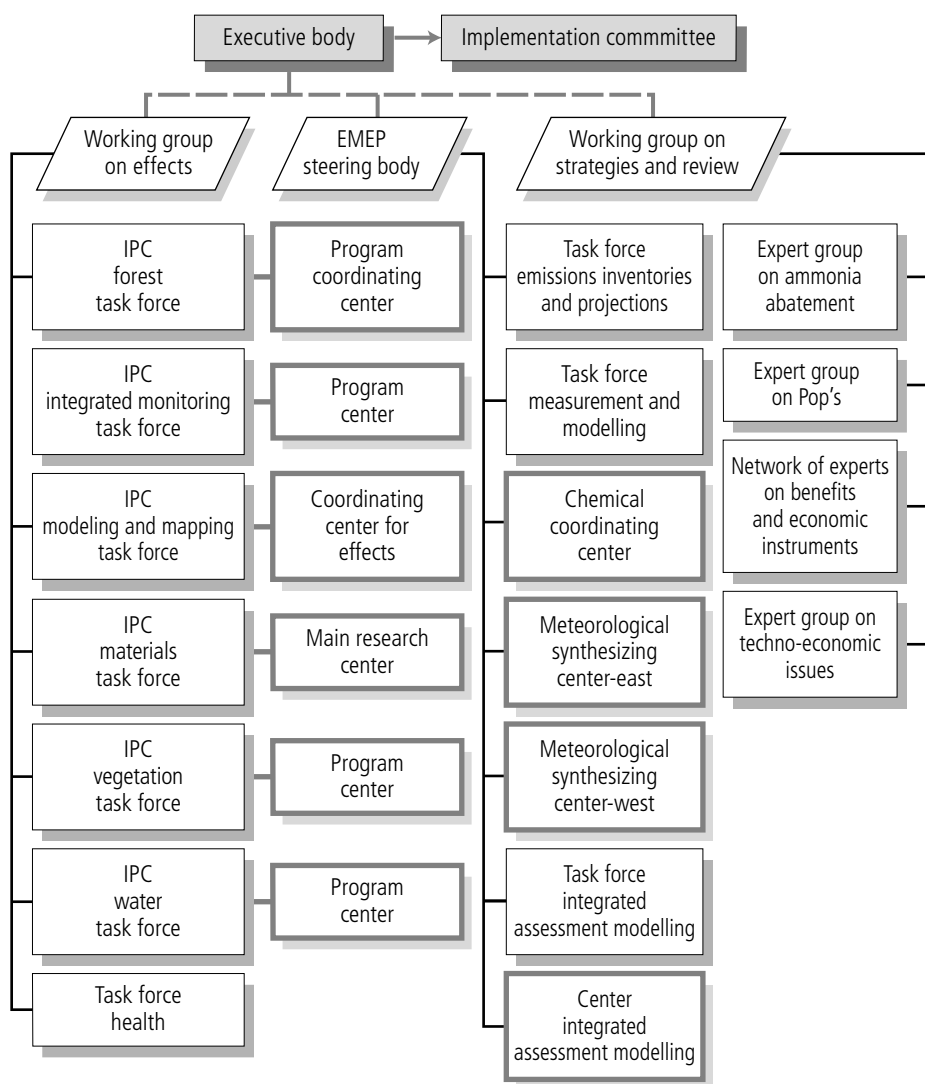 Executive body
Implementation commmittee
Working group
on effects
EMEP
steering body
Working group on
strategies and review
IPC
forest
task force
Program
coordinating
center
Task force
emissions inventories
and projections
Expert group
on ammonia
abatement
IPC
integrated monitoring
task force
Program
center
Task force
measurement and
modelling
Expert group
on Pop's
IPC
modeling and mapping
task force
Coordinating
center for
effects
Chemical
coordinating
center
Network of experts
on benefits
and economic
instruments
IPC
materials
task force
Main research
center
Meteorological
synthesizing
center-east
Expert group on
techno-economic
issues
IPC
vegetation
task force
Program
center
Meteorological
synthesizing
center-west
IPC
water
task force
Program
center
Task force
integrated
assessment modelling
Task force
health
Center
integrated
assessment modelling